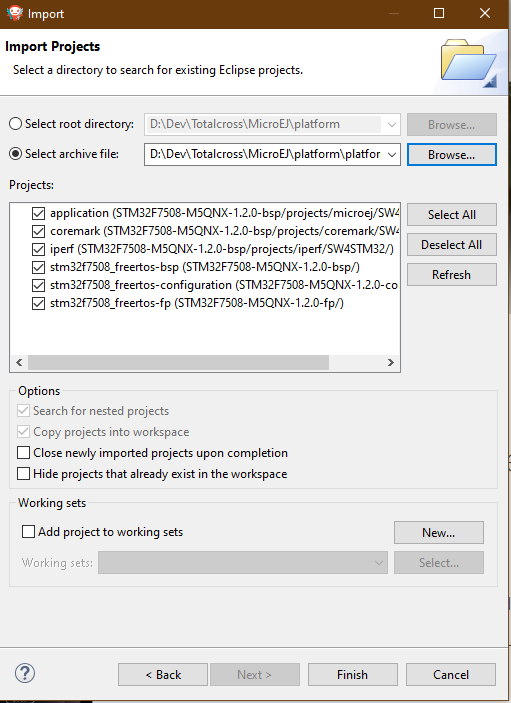 Import
Import Projects
Select a directory to search for existing Eclipse projects.
Select root directory: D:\Dev\Totalcross\MicroEJ\platform Browse...
Select archive file: D:\Dev\Totalcross\MicroEJ\platform\platfor Browse...
Projects:
application (STM32F7508-M5QNX-1.2.0-bsp/projects/microej/SW4 Select All
coremark (STM32F7508-M5QNX-1.2.0-bsp/projects/coremark/SW4
iperf (STM32F7508-M5QNX-1.2.0-bsp/projects/iperf/SW4STM32/) Deselect All
stm32f7508_freertos-bsp (STM32F7508-M5QNX-1.2.0-bsp/) Refresh
stm32f7508_freertos-configuration (STM32F7508-M5QNX-1.2.0-co
stm32f7508_freertos-fp (STM32F7508-M5QNX-1.2.0-fp/)
Options
Search for nested projects
Copy projects into workspace
Close newly imported projects upon completion
Hide projects that already exist in the workspace
Working sets
Add project to working sets New...
Working sets: Select...
? < Back Next > Finish Cancel